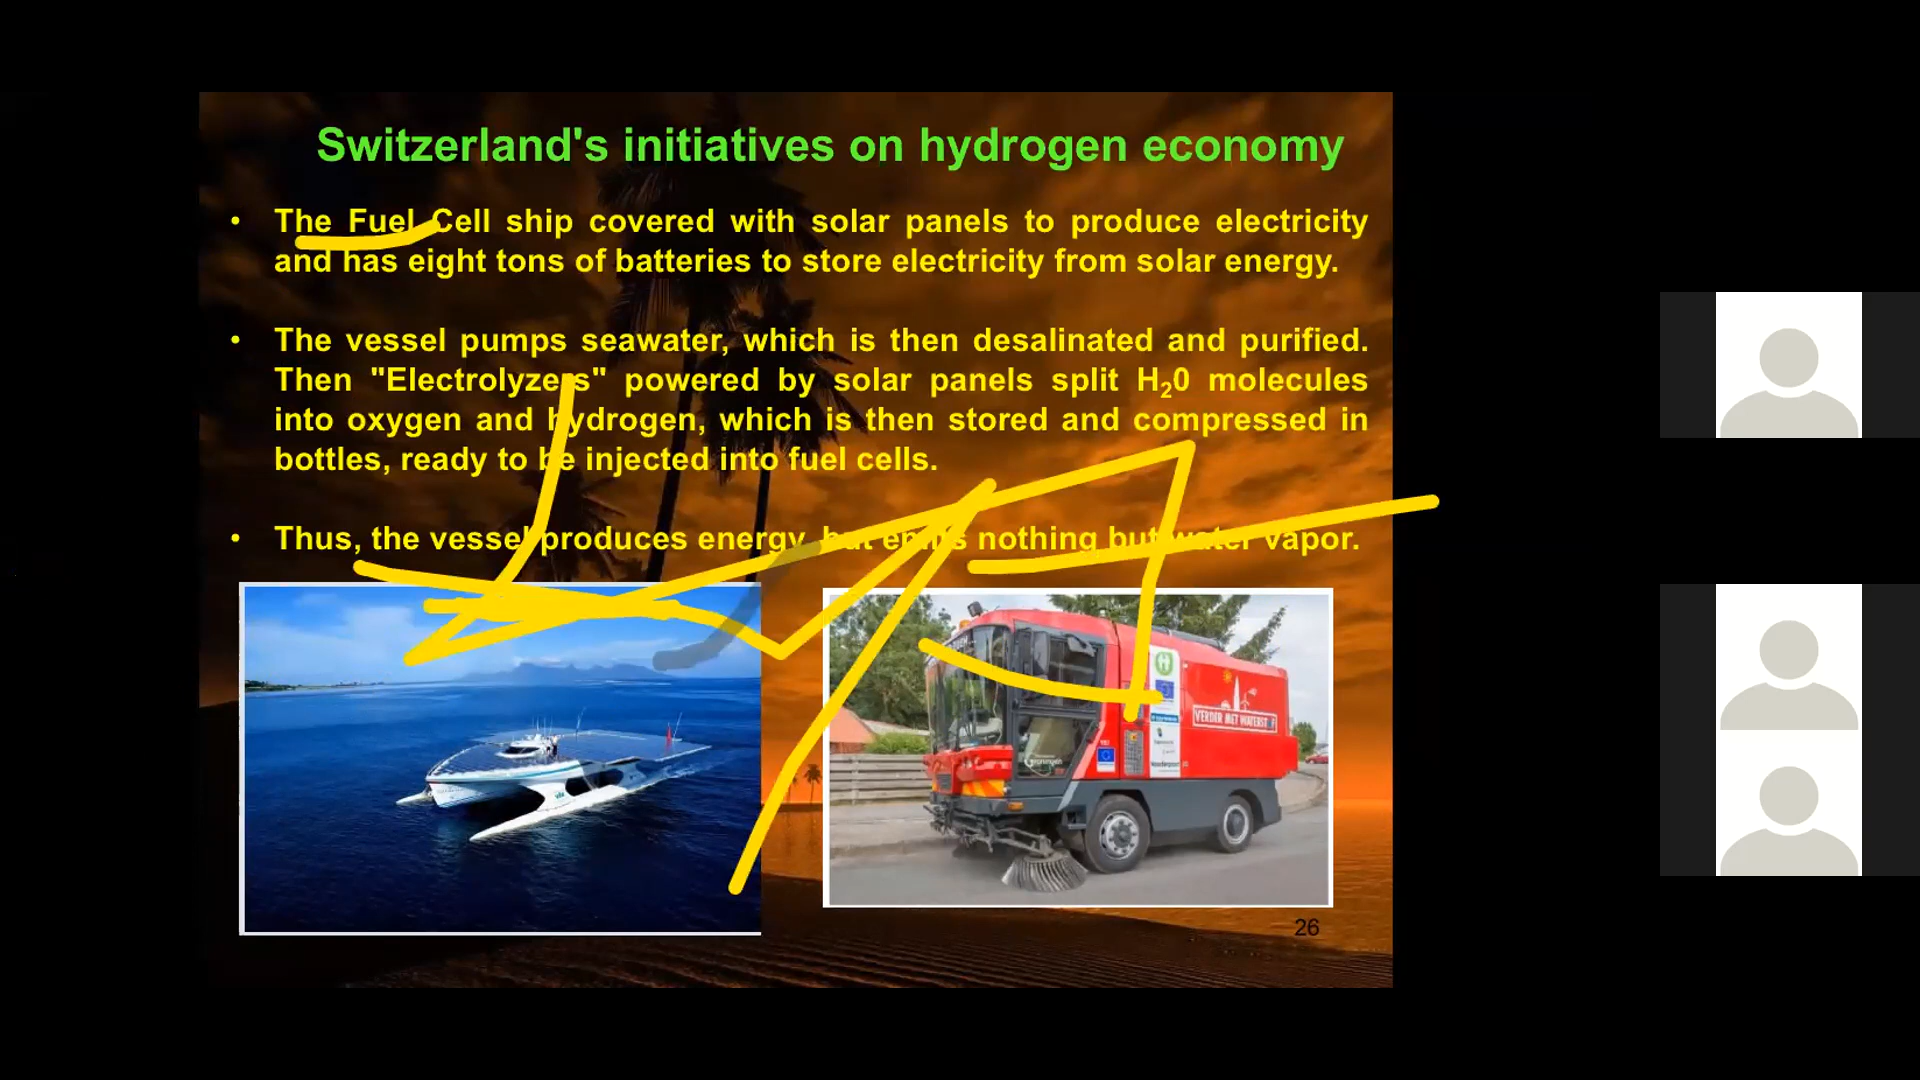 Switzerland's initiatives on hydrogen economy
• The Fuel Cell ship covered with solar panels to produce electricity
and has eight tons of batteries to store electricity from solar energy.
• The vessel pumps seawater, which is then desalinated and purified.
Then "Electrolyzers" powered by solar panels split H₂0 molecules
into oxygen and hydrogen, which is then stored and compressed in
bottles, ready to be injected into fuel cells.
• Thus, the vessel produces energy, but emits nothing but water vapor.
H
VERDER MET WATERSTOF
26